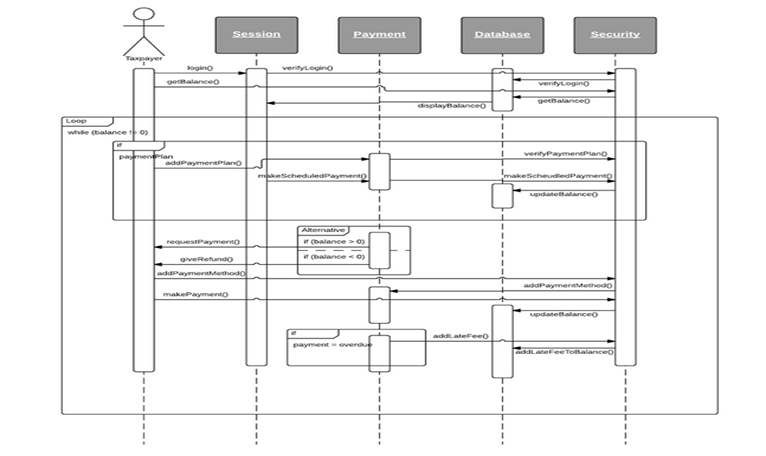 Session
Payment
Database
Security
Taxpayer
login()
verifyLogin()
getBalance()
verifyLogin()
getBalance()
displayBalance()
Loop
while (balance != 0)
if
paymentPlan
addPaymentPlan()
verifyPaymentPlan()
makeScheduledPayment()
makeScheudledPayment()
updateBalance()
Alternative
requestPayment()
if (balance > 0)
giveRefund()
if (balance < 0)
addPaymentMethod()
addPaymentMethod()
makePayment()
updateBalance()
if
payment = overdue
addLateFee()
addLateFeeToBalance()